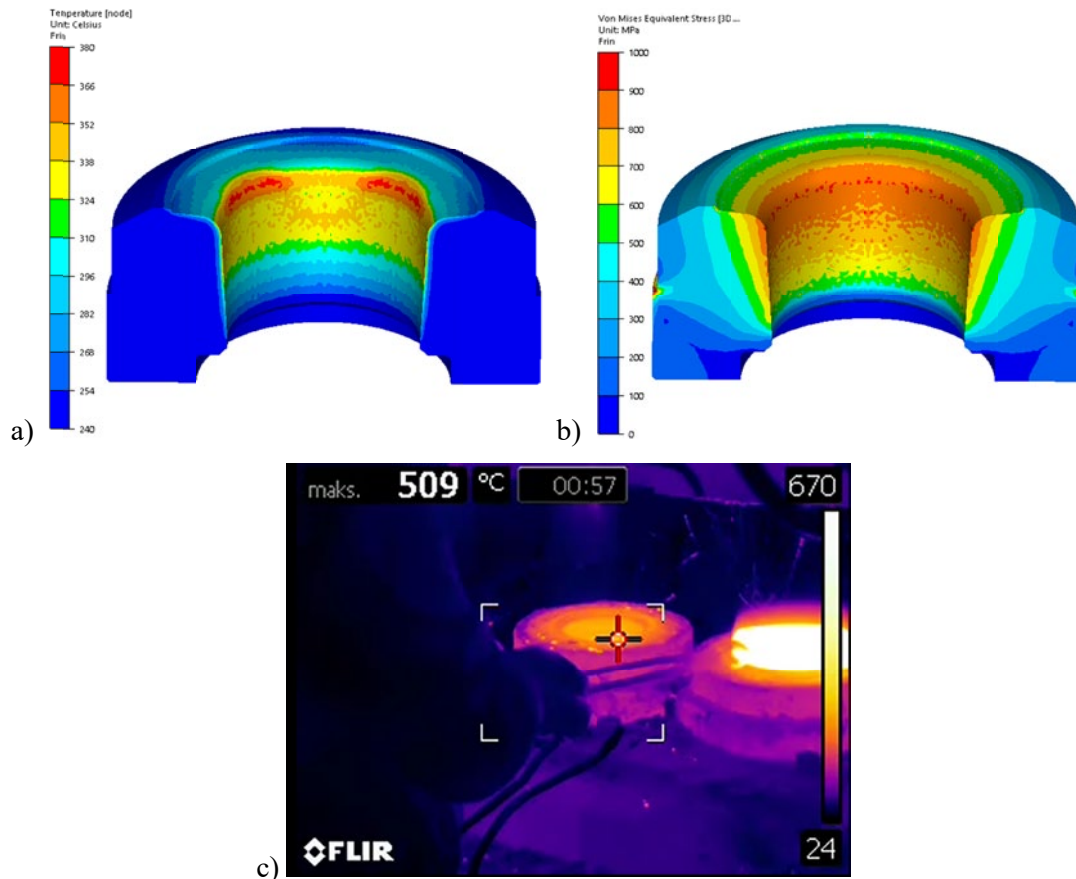 Temperature [node]
Unit: Celsius
Frin
380
366
352
338
324
310
296
282
268
254
240
a)
Von Mises Equivalent Stress [3D ...
Unit: MPa
Frin
1000
900
800
700
600
500
400
300
200
100
0
b)
maks. 509 °C 00:57 670
24
FLIR
c)